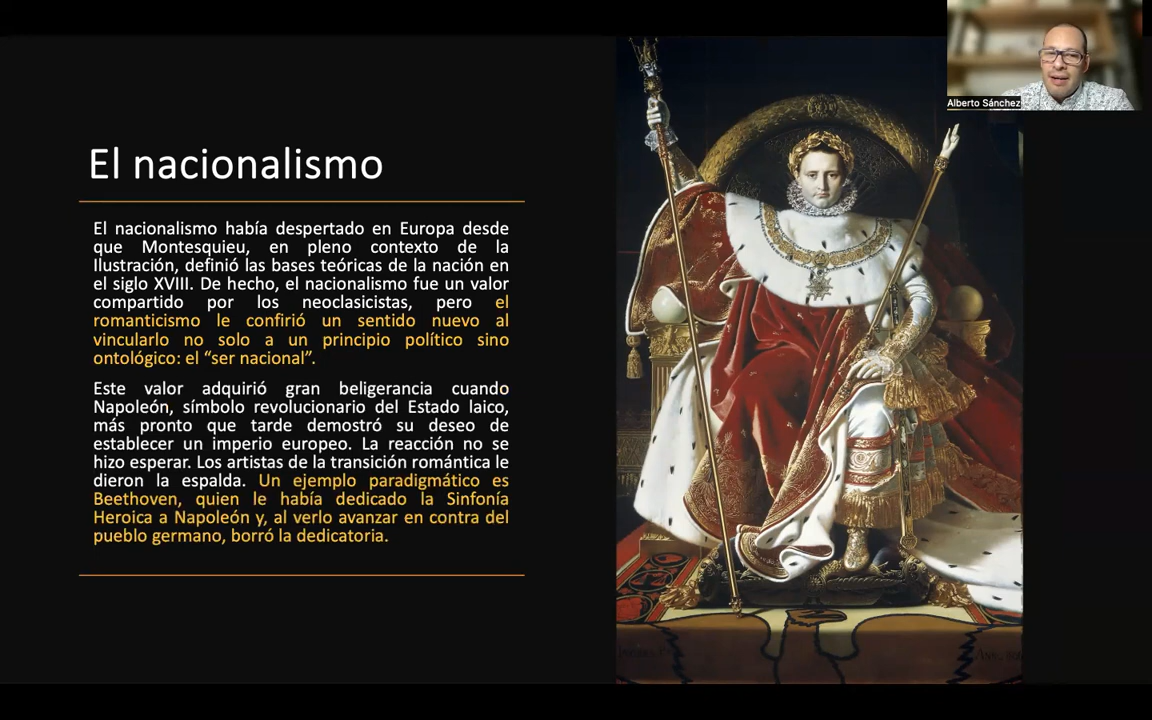 Alberto Sánchez
El nacionalismo
El nacionalismo había despertado en Europa desde
que Montesquieu, en pleno contexto de la
Ilustración, definió las bases teóricas de la nación en
el siglo XVIII. De hecho, el nacionalismo fue un valor
compartido por los neoclasicistas, pero el
romanticismo le confirió un sentido nuevo al
vincularlo no solo a un principio político sino
ontológico: el “ser nacional”.
Este valor adquirió gran beligerancia cuando
Napoleón, símbolo revolucionario del Estado laico,
más pronto que tarde demostró su deseo de
establecer un imperio europeo. La reacción no se
hizo esperar. Los artistas de la transición romántica le
dieron la espalda. Un ejemplo paradigmático es
Beethoven, quien le había dedicado la Sinfonía
Heroica a Napoleón y, al verlo avanzar en contra del
pueblo germano, borró la dedicatoria.